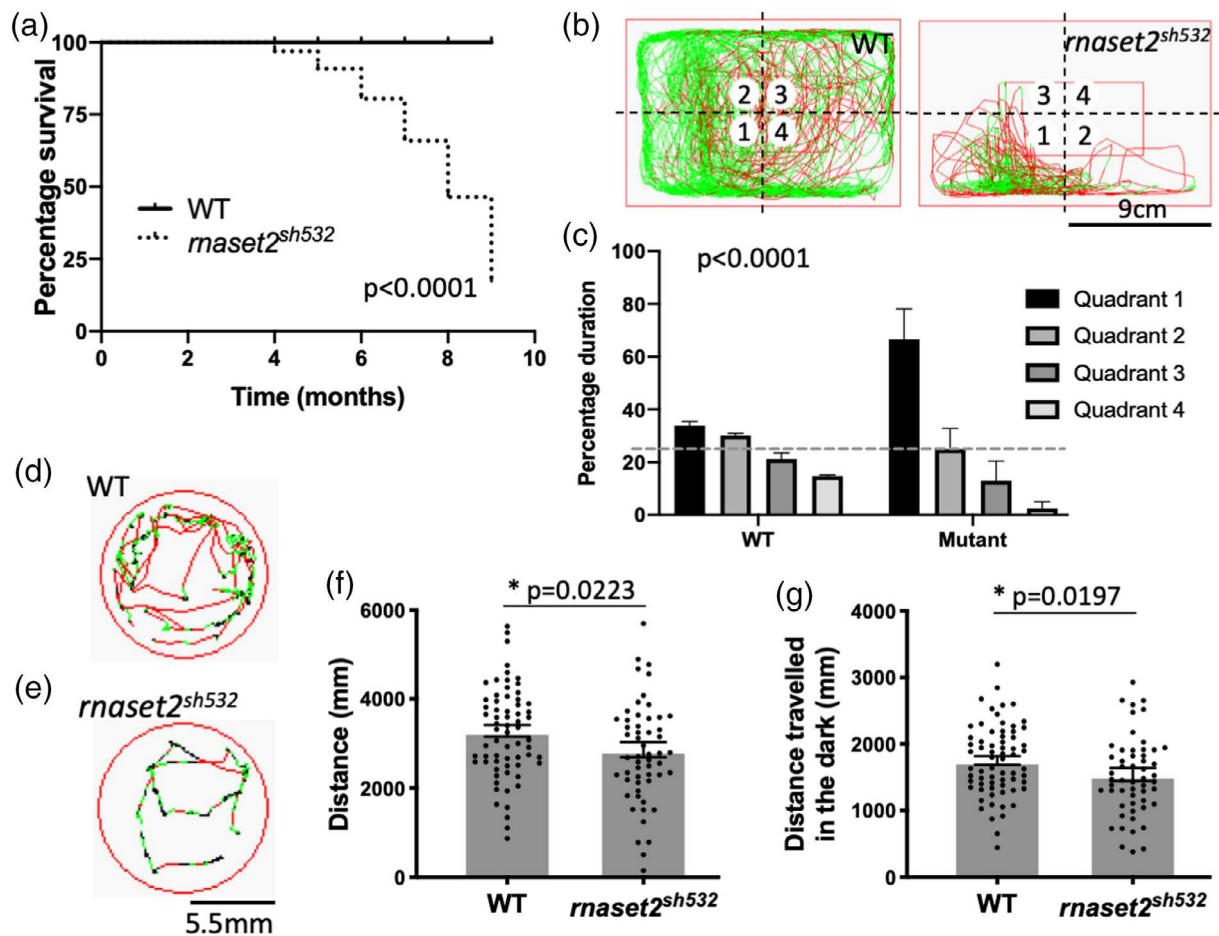 (a)
Percentage survival
100
75
50
25
0
WT
rnaset2sh532
p<0.0001
0 2 4 6 8 10
Time (months)
(b)
WT
2 3
1 4
rnaset2sh532
3 4
1 2
9cm
(c)
p<0.0001
Percentage duration
100
80
60
40
20
0
WT Mutant
Quadrant 1
Quadrant 2
Quadrant 3
Quadrant 4
(d)
WT
(e)
rnaset2sh532
5.5mm
(f)
* p=0.0223
Distance (mm)
6000
4000
2000
0
WT rnaset2sh532
(g)
* p=0.0197
Distance travelled
in the dark (mm)
4000
3000
2000
1000
0
WT rnaset2sh532